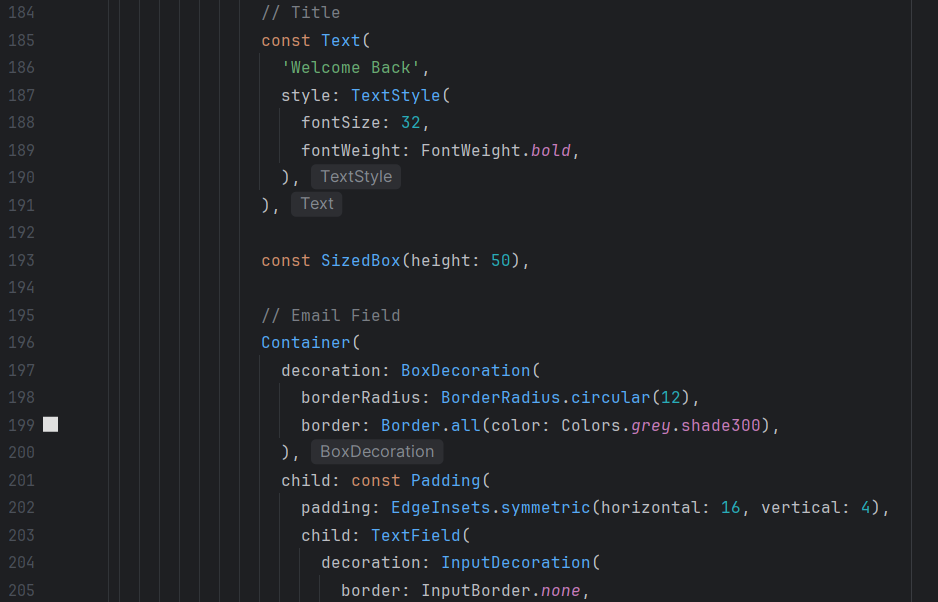 184 // Title
185 const Text(
186 'Welcome Back',
187 style: TextStyle(
188 fontSize: 32,
189 fontWeight: FontWeight.bold,
190 ), TextStyle
191 ), Text
192
193 const SizedBox(height: 50),
194
195 // Email Field
196 Container(
197 decoration: BoxDecoration(
198 borderRadius: BorderRadius.circular(12),
199 border: Border.all(color: Colors.grey.shade300),
200 ), BoxDecoration
201 child: const Padding(
202 padding: EdgeInsets.symmetric(horizontal: 16, vertical: 4),
203 child: TextField(
204 decoration: InputDecoration(
205 border: InputBorder.none,